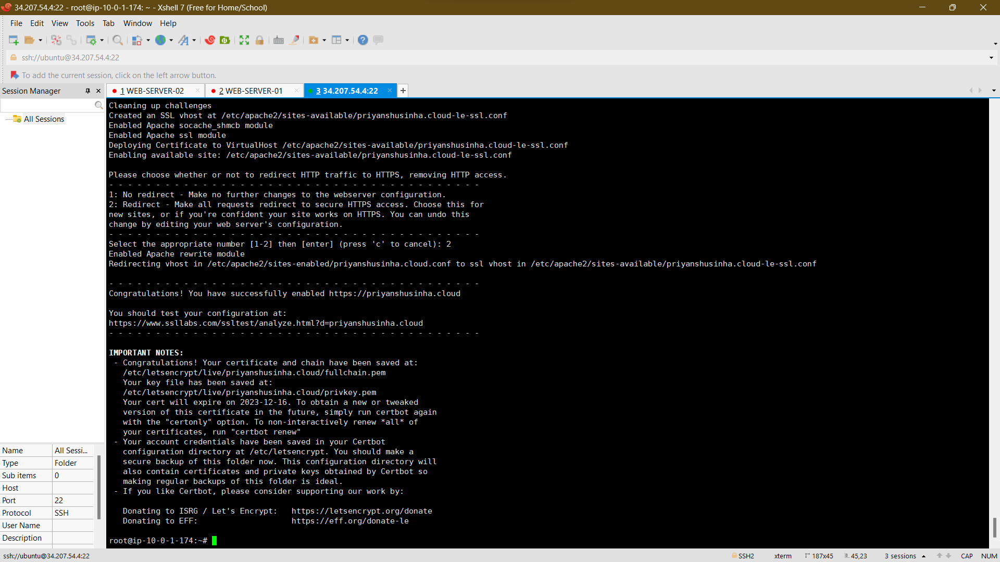 34.207.54.4:22 - root@ip-10-0-1-174: ~ - Xshell 7 (Free for Home/School)
File Edit View Tools Tab Window Help
ssh://ubuntu@34.207.54.4:22
To add the current session, click on the left arrow button.
Session Manager
1 WEB-SERVER-02
2 WEB-SERVER-01
3 34.207.54.4:22
All Sessions
Cleaning up challenges
Created an SSL vhost at /etc/apache2/sites-available/priyanshusinha.cloud-le-ssl.conf
Enabled Apache socache_shmcb module
Enabled Apache ssl module
Deploying Certificate to VirtualHost /etc/apache2/sites-available/priyanshusinha.cloud-le-ssl.conf
Enabling available site: /etc/apache2/sites-available/priyanshusinha.cloud-le-ssl.conf
Please choose whether or not to redirect HTTP traffic to HTTPS, removing HTTP access.
- - - - - - - - - - - - - - - - - - - - - - - - - - - - - - - - - - - - - - - -
1: No redirect - Make no further changes to the webserver configuration.
2: Redirect - Make all requests redirect to secure HTTPS access. Choose this for
new sites, or if you're confident your site works on HTTPS. You can undo this
change by editing your web server's configuration.
- - - - - - - - - - - - - - - - - - - - - - - - - - - - - - - - - - - - - - - -
Select the appropriate number [1-2] then [enter] (press 'c' to cancel): 2
Enabled Apache rewrite module
Redirecting vhost in /etc/apache2/sites-enabled/priyanshusinha.cloud.conf to ssl vhost in /etc/apache2/sites-available/priyanshusinha.cloud-le-ssl.conf
- - - - - - - - - - - - - - - - - - - - - - - - - - - - - - - - - - - - - - - -
Congratulations! You have successfully enabled https://priyanshusinha.cloud
You should test your configuration at:
https://www.ssllabs.com/ssltest/analyze.html?d=priyanshusinha.cloud
- - - - - - - - - - - - - - - - - - - - - - - - - - - - - - - - - - - - - - - -
IMPORTANT NOTES:
- Congratulations! Your certificate and chain have been saved at:
/etc/letsencrypt/live/priyanshusinha.cloud/fullchain.pem
Your key file has been saved at:
/etc/letsencrypt/live/priyanshusinha.cloud/privkey.pem
Your cert will expire on 2023-12-16. To obtain a new or tweaked
version of this certificate in the future, simply run certbot again
with the "certonly" option. To non-interactively renew *all* of
your certificates, run "certbot renew"
- Your account credentials have been saved in your Certbot
configuration directory at /etc/letsencrypt. You should make a
secure backup of this folder now. This configuration directory will
also contain certificates and private keys obtained by Certbot so
making regular backups of this folder is ideal.
- If you like Certbot, please consider supporting our work by:
Donating to ISRG / Let's Encrypt: https://letsencrypt.org/donate
Donating to EFF: https://eff.org/donate-le
root@ip-10-0-1-174:~#
Name All Sessi...
Type Folder
Sub items 0
Host
Port 22
Protocol SSH
User Name
Description
ssh://ubuntu@34.207.54.4:22 SSH2 xterm 187x45 45,23 3 sessions CAP NUM